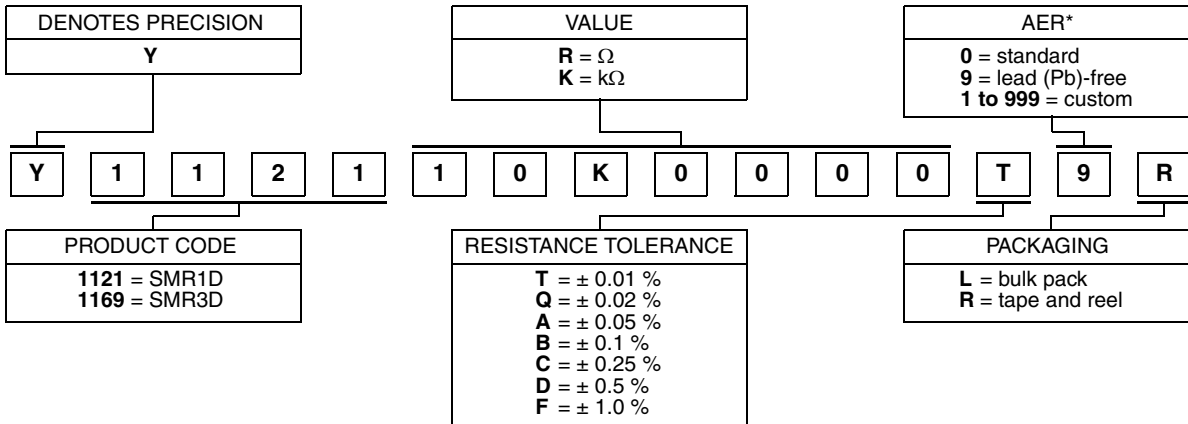 DENOTES PRECISION
Y
VALUE
R = Ω
K = kΩ
AER*
0 = standard
9 = lead (Pb)-free
1 to 999 = custom
Y 1 1 2 1 1 0 K 0 0 0 0 T 9 R
PRODUCT CODE
1121 = SMR1D
1169 = SMR3D
RESISTANCE TOLERANCE
T = ± 0.01 %
Q = ± 0.02 %
A = ± 0.05 %
B = ± 0.1 %
C = ± 0.25 %
D = ± 0.5 %
F = ± 1.0 %
PACKAGING
L = bulk pack
R = tape and reel